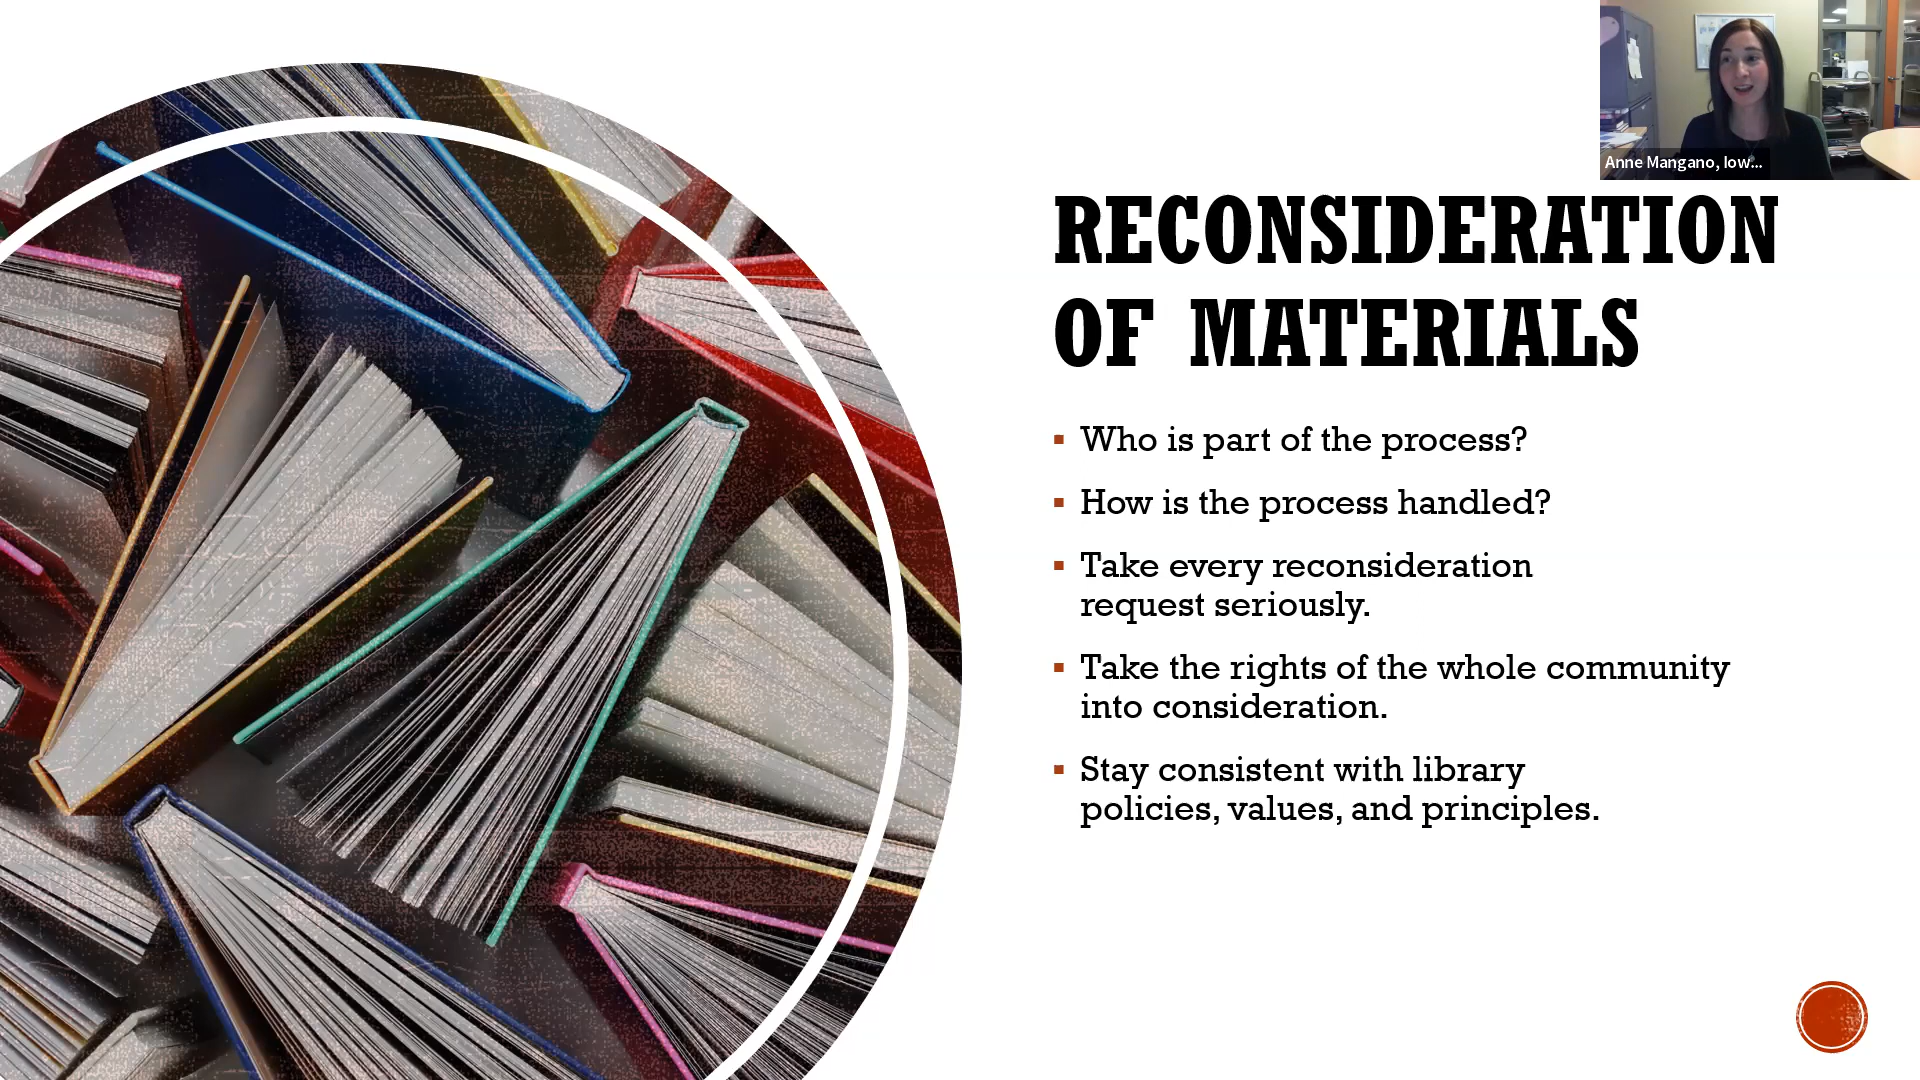 Anne Mangano, Iow...
RECONSIDERATION
OF MATERIALS
Who is part of the process?
How is the process handled?
Take every reconsideration
request seriously.
Take the rights of the whole community
into consideration.
Stay consistent with library
policies, values, and principles.